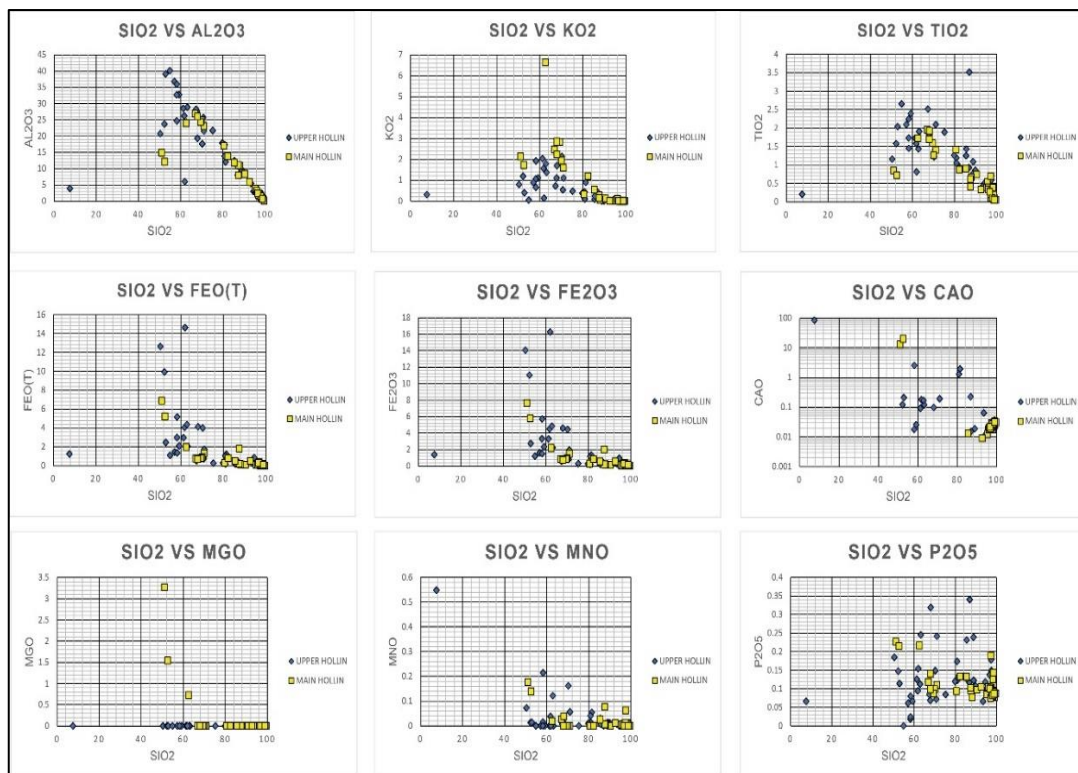 SIO2 VS AL2O3
45
40
35
30
25
20
15
10
5
0
AL2O3
0 20 40 60 80 100
SIO2
UPPER HOLLIN
MAIN HOLLIN
SIO2 VS KO2
7
6
5
4
3
2
1
0
KO2
0 20 40 60 80 100
SIO2
UPPER HOLLIN
MAIN HOLLIN
SIO2 VS TIO2
4
3.5
3
2.5
2
1.5
1
0.5
0
TIO2
0 20 40 60 80 100
SIO2
UPPER HOLLIN
MAIN HOLLIN
SIO2 VS FEO(T)
16
14
12
10
8
6
4
2
0
FEO(T)
0 20 40 60 80 100
SIO2
UPPER HOLLIN
MAIN HOLLIN
SIO2 VS FE2O3
18
16
14
12
10
8
6
4
2
0
FE2O3
0 20 40 60 80 100
SIO2
UPPER HOLLIN
MAIN HOLLIN
SIO2 VS CAO
100
10
1
0.1
0.01
0.001
CAO
0 20 40 60 80 100
SIO2
UPPER HOLLIN
MAIN HOLLIN
SIO2 VS MGO
3.5
3
2.5
2
1.5
1
0.5
0
MGO
0 20 40 60 80 100
SIO2
UPPER HOLLIN
MAIN HOLLIN
SIO2 VS MNO
0.6
0.5
0.4
0.3
0.2
0.1
0
MNO
0 20 40 60 80 100
SIO2
UPPER HOLLIN
MAIN HOLLIN
SIO2 VS P2O5
0.4
0.35
0.3
0.25
0.2
0.15
0.1
0.05
0
P2O5
0 20 40 60 80 100
SIO2
UPPER HOLLIN
MAIN HOLLIN